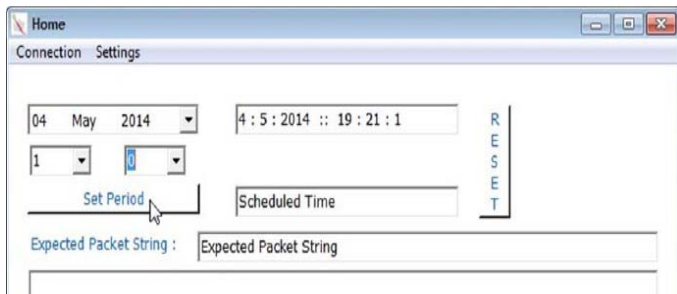 Home
Connection Settings
04 May 2014
4 : 5 : 2014 :: 19 : 21 : 1
1 0
RESET
Set Period
Scheduled Time
Expected Packet String :
Expected Packet String